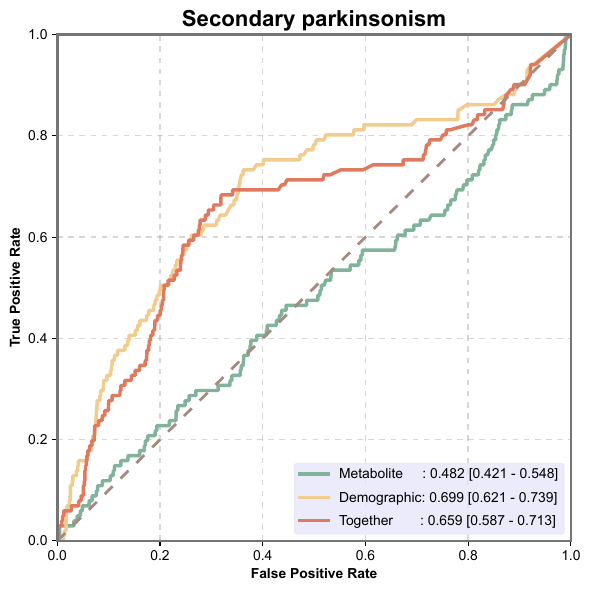 Secondary parkinsonism
True Positive Rate
1.0
0.8
0.6
0.4
0.2
0.0
Metabolite : 0.482 [0.421 - 0.548]
Demographic: 0.699 [0.621 - 0.739]
Together : 0.659 [0.587 - 0.713]
0.0 0.2 0.4 0.6 0.8 1.0
False Positive Rate